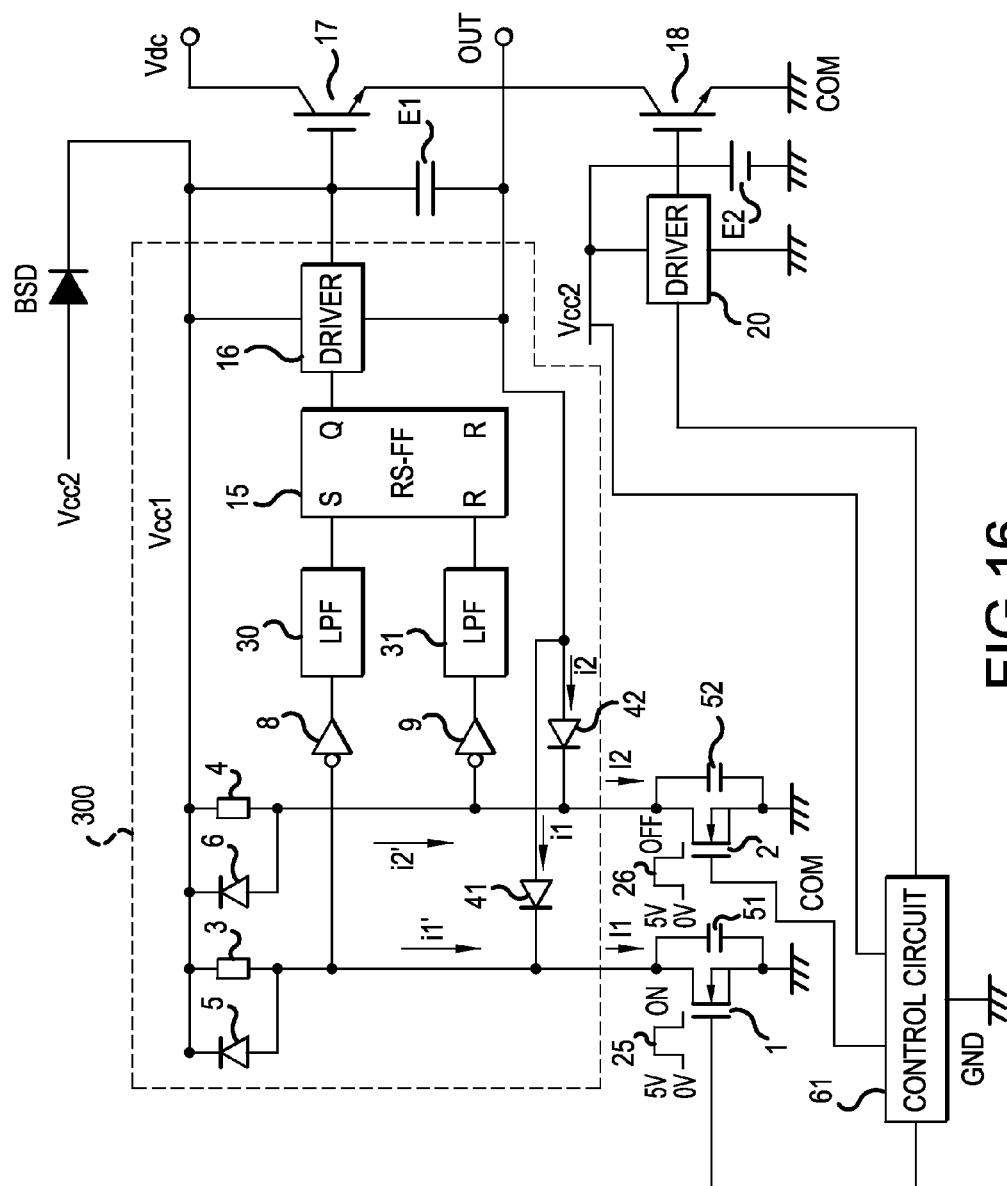 BSD
Vcc2
Vdc
300
Vcc1
17
5
3
6
4
8
30
LPF
15
S
Q
RS-FF
R
R
16
DRIVER
E1
OUT
9
31
LPF
i1'
i2'
41
i1
42
i2
I1
I2
Vcc2
18
25
5V
0V
ON
1
51
26
5V
0V
OFF
2
52
COM
DRIVER
20
E2
COM
61
CONTROL CIRCUIT
GND
FIG.16